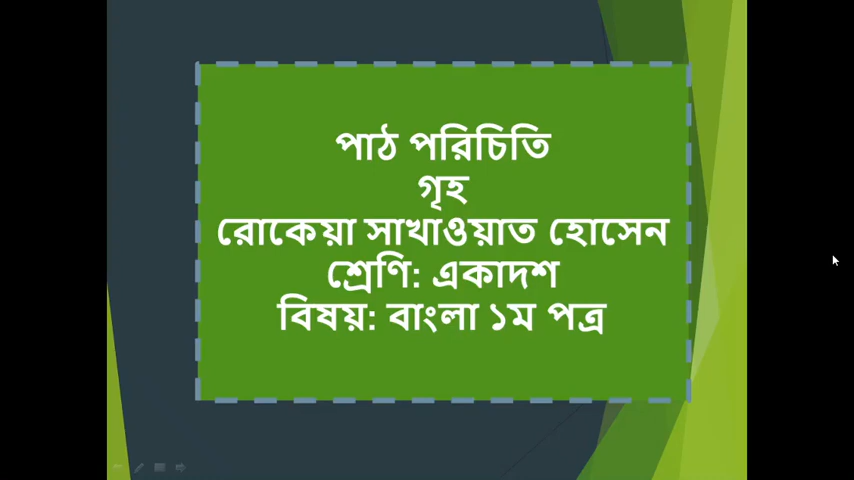 পাঠ পরিচিতি
গৃহ
রোকেয়া সাখাওয়াত হোসেন
শ্রেণি: একাদশ
বিষয়: বাংলা ১ম পত্র